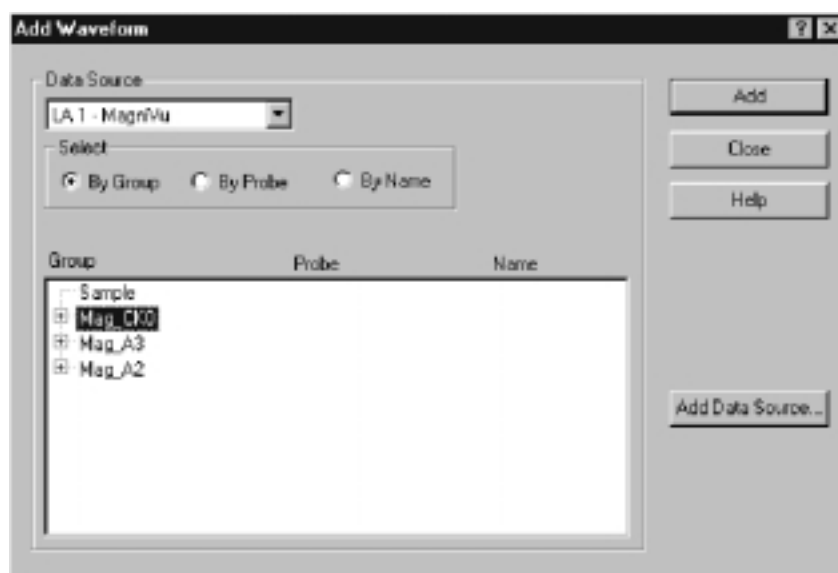 Add Waveform
Data Source
LA 1 - MagniVu
Select
By Group By Probe By Name
Group Probe Name
Sample
Mag_CK0
Mag_A3
Mag_A2
Add
Close
Help
Add Data Source...